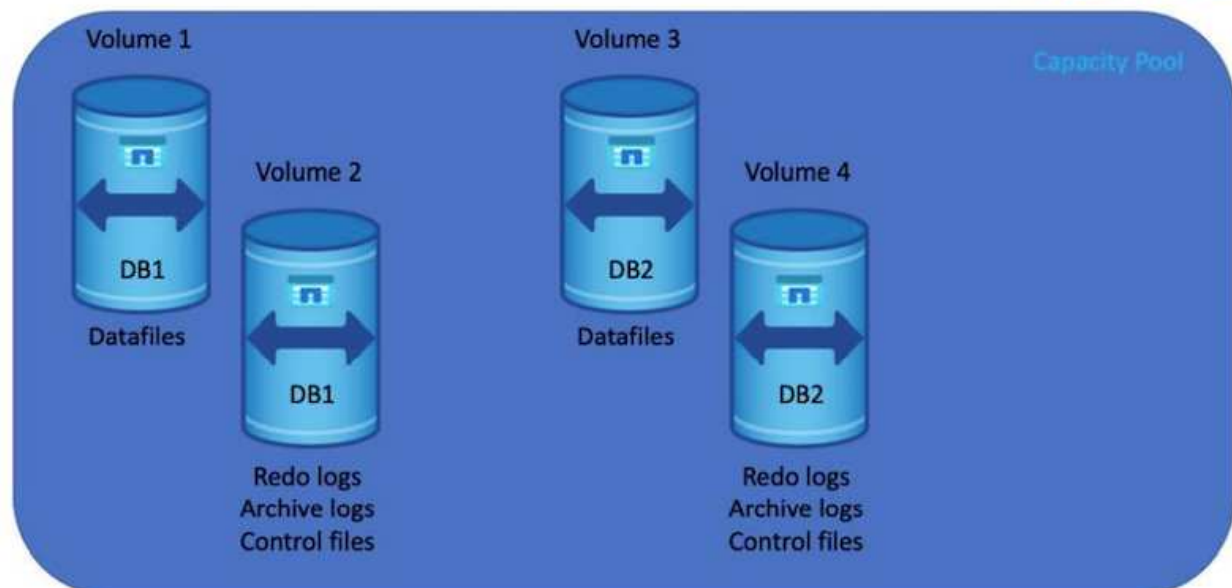 Volume 1
Volume 3
Capacity Pool
Volume 2
Volume 4
DB1
DB2
Datafiles
Datafiles
DB1
DB2
Redo logs
Archive logs
Control files
Redo logs
Archive logs
Control files